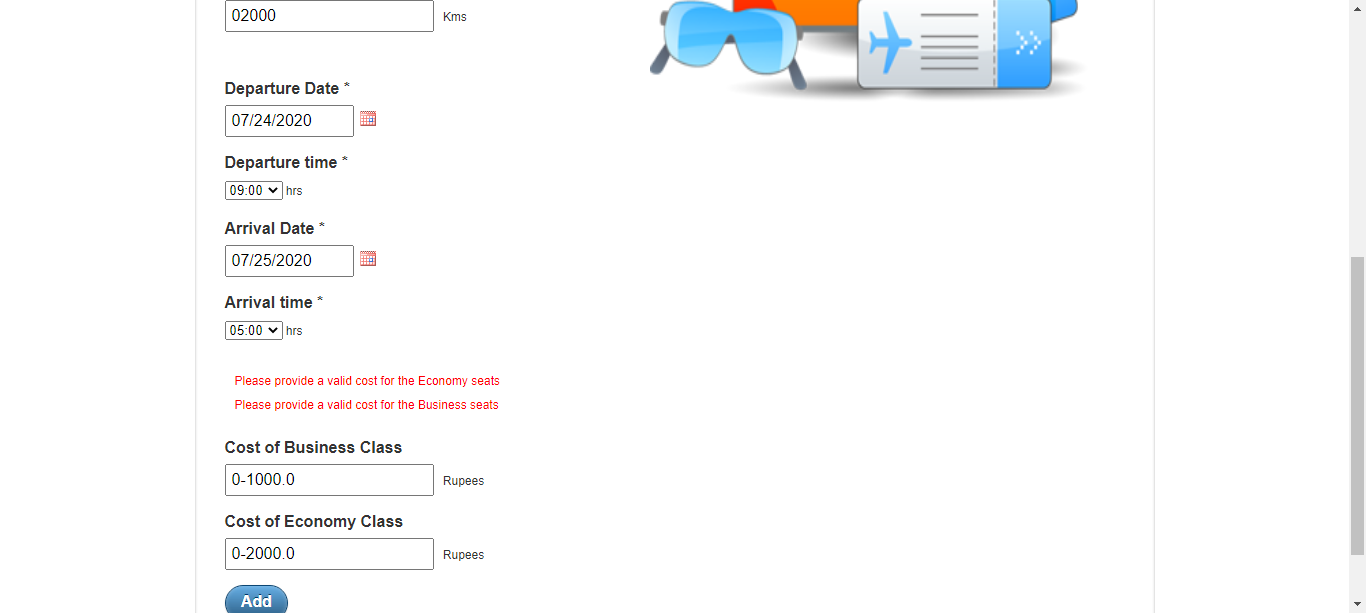 02000 Kms
Departure Date *
07/24/2020
Departure time *
09:00 hrs
Arrival Date *
07/25/2020
Arrival time *
05:00 hrs
Please provide a valid cost for the Economy seats
Please provide a valid cost for the Business seats
Cost of Business Class
0-1000.0 Rupees
Cost of Economy Class
0-2000.0 Rupees
Add